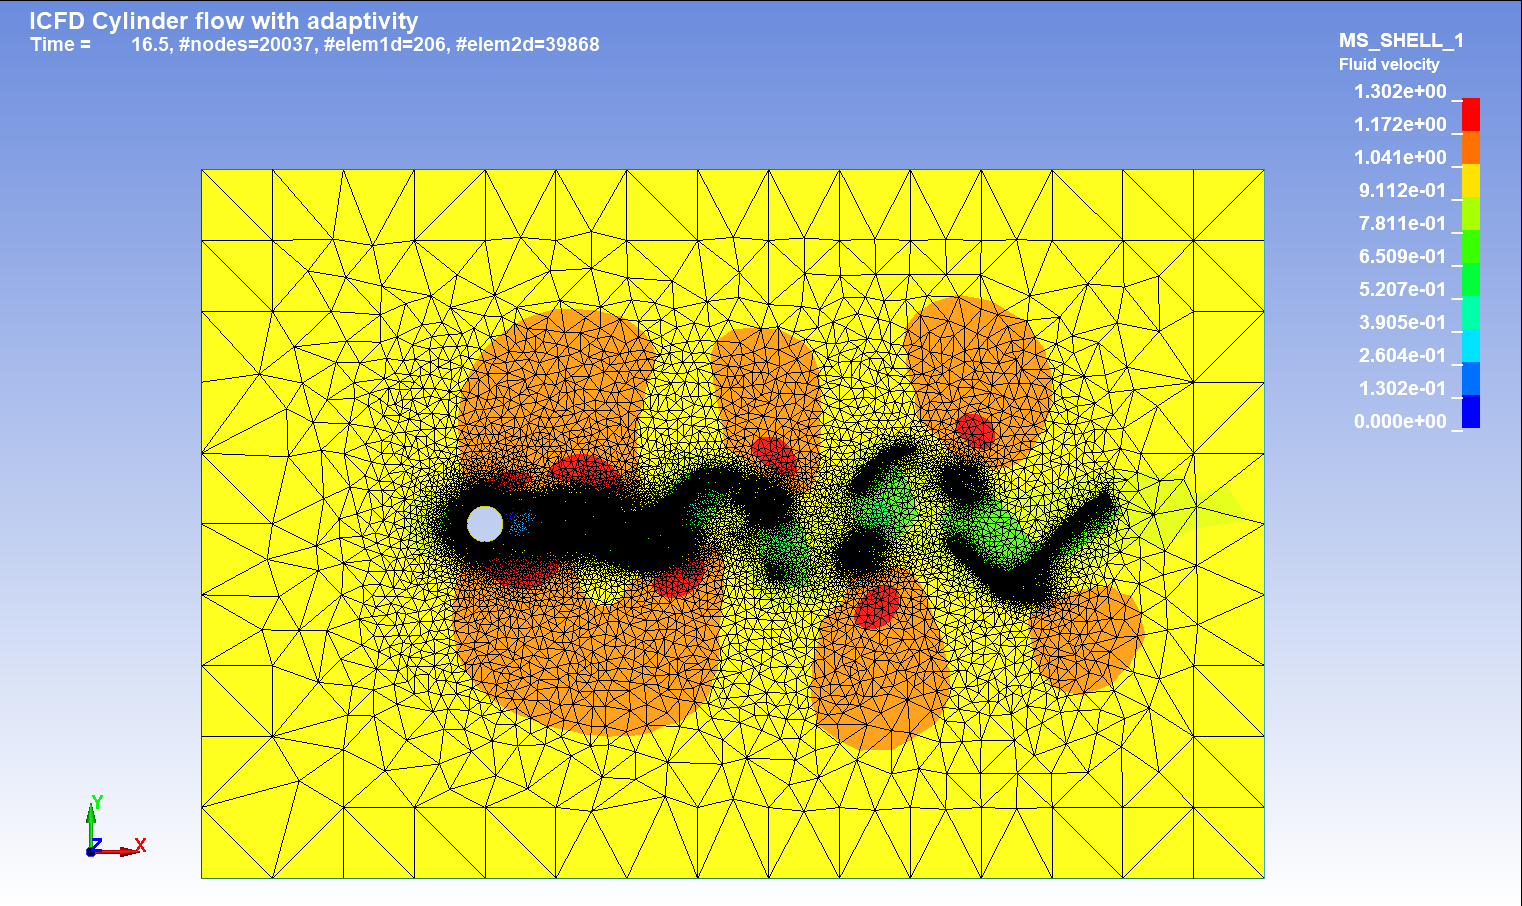 ICFD Cylinder flow with adaptivity
Time =       16.5, #nodes=20037, #elem1d=206, #elem2d=39868
MS_SHELL_1
Fluid velocity
1.302e+00
1.172e+00
1.041e+00
9.112e-01
7.811e-01
6.509e-01
5.207e-01
3.905e-01
2.604e-01
1.302e-01
0.000e+00
Y
Z
X